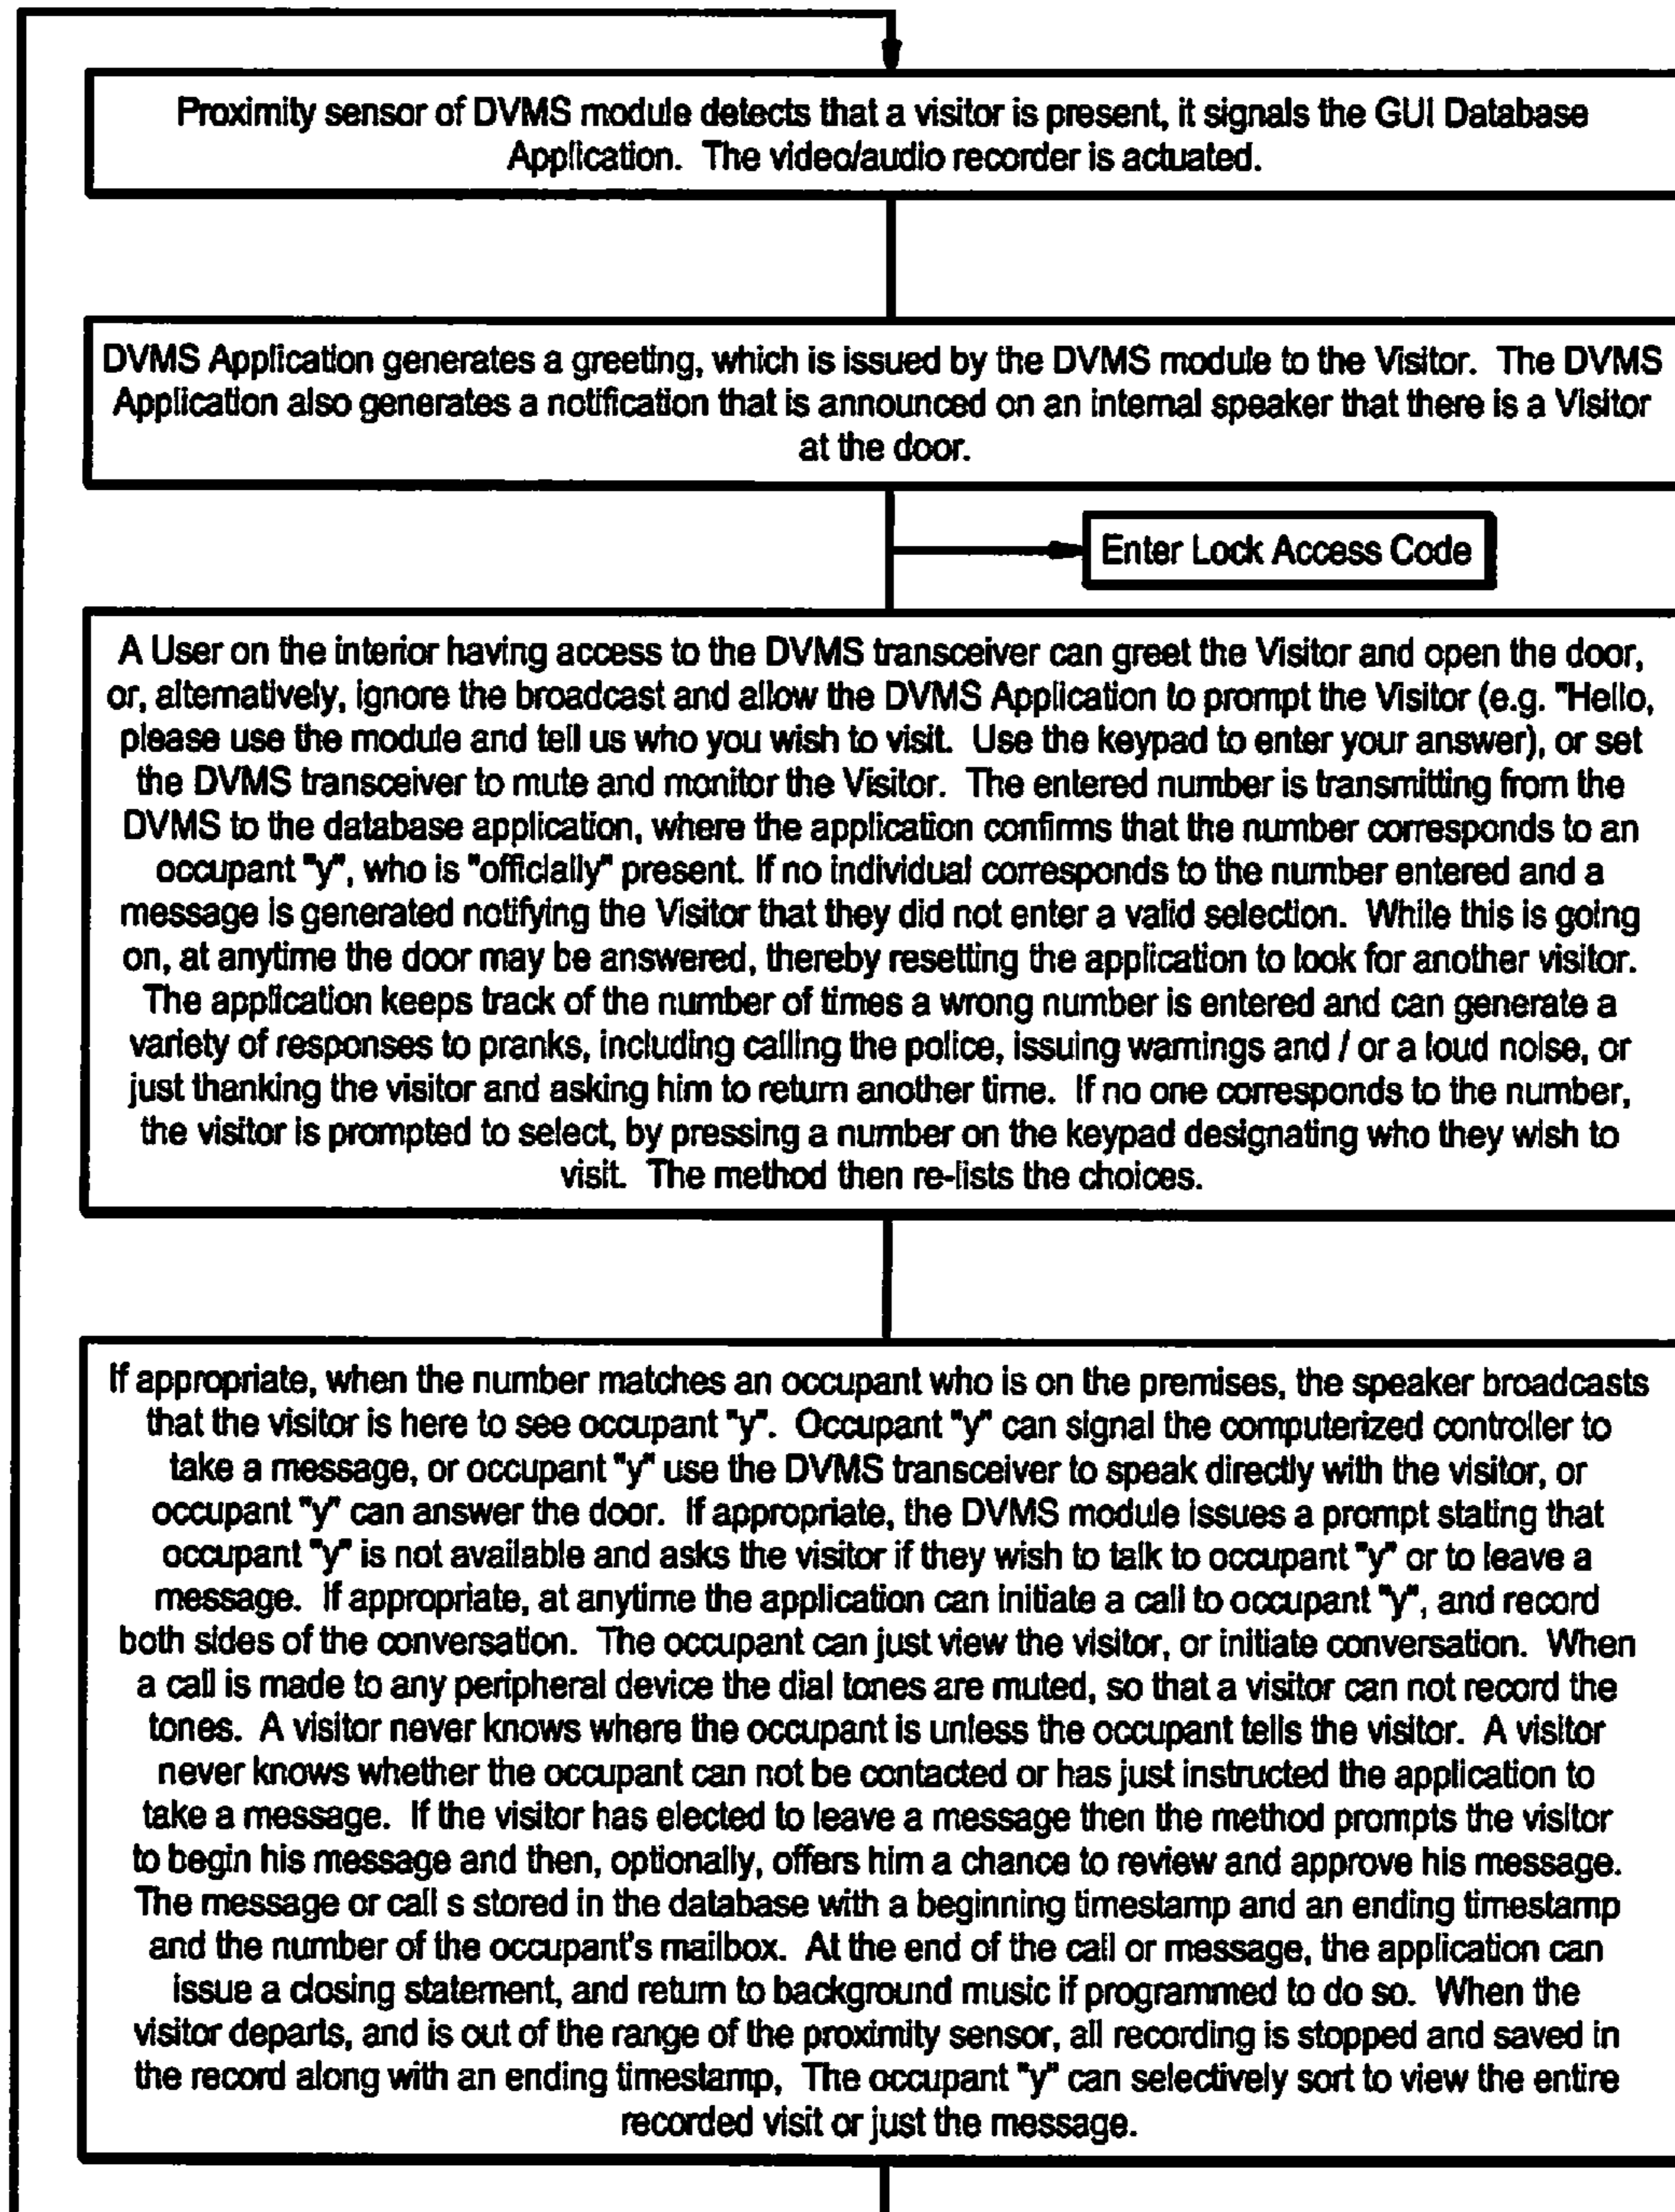 Proximity sensor of DVMS module detects that a visitor is present, it signals the GUI Database
Application. The video/audio recorder is actuated.
DVMS Application generates a greeting, which is issued by the DVMS module to the Visitor. The DVMS
Application also generates a notification that is announced on an internal speaker that there is a Visitor
at the door.
Enter Lock Access Code
A User on the interior having access to the DVMS transceiver can greet the Visitor and open the door,
or, alternatively, ignore the broadcast and allow the DVMS Application to prompt the Visitor (e.g. "Hello,
please use the module and tell us who you wish to visit. Use the keypad to enter your answer), or set
the DVMS transceiver to mute and monitor the Visitor. The entered number is transmitting from the
DVMS to the database application, where the application confirms that the number corresponds to an
occupant "y", who is "officially" present. If no individual corresponds to the number entered and a
message is generated notifying the Visitor that they did not enter a valid selection. While this is going
on, at anytime the door may be answered, thereby resetting the application to look for another visitor.
The application keeps track of the number of times a wrong number is entered and can generate a
variety of responses to pranks, including calling the police, issuing warnings and / or a loud noise, or
just thanking the visitor and asking him to return another time. If no one corresponds to the number,
the visitor is prompted to select, by pressing a number on the keypad designating who they wish to
visit. The method then re-lists the choices.
If appropriate, when the number matches an occupant who is on the premises, the speaker broadcasts
that the visitor is here to see occupant "y". Occupant "y" can signal the computerized controller to
take a message, or occupant "y" use the DVMS transceiver to speak directly with the visitor, or
occupant "y" can answer the door. If appropriate, the DVMS module issues a prompt stating that
occupant "y" is not available and asks the visitor if they wish to talk to occupant "y" or to leave a
message. If appropriate, at anytime the application can initiate a call to occupant "y", and record
both sides of the conversation. The occupant can just view the visitor, or initiate conversation. When
a call is made to any peripheral device the dial tones are muted, so that a visitor can not record the
tones. A visitor never knows where the occupant is unless the occupant tells the visitor. A visitor
never knows whether the occupant can not be contacted or has just instructed the application to
take a message. If the visitor has elected to leave a message then the method prompts the visitor
to begin his message and then, optionally, offers him a chance to review and approve his message.
The message or call s stored in the database with a beginning timestamp and an ending timestamp
and the number of the occupant's mailbox. At the end of the call or message, the application can
issue a closing statement, and return to background music if programmed to do so. When the
visitor departs, and is out of the range of the proximity sensor, all recording is stopped and saved in
the record along with an ending timestamp, The occupant "y" can selectively sort to view the entire
recorded visit or just the message.